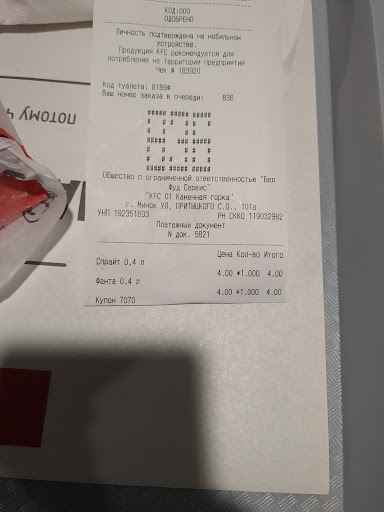 КОД:000
ОДОБРЕНО
Личность подтверждена на мобильном
Устройстве.
Продукция KFC рекомендуется для
потребления на территории предприятия
Чек # 183920
Код туалета: 8189#
Ваш номер заказа в очереди: 836
##### ##### #####
# # # # #
# # # # #
##### ### #####
# # # #
# ## # # #
##### ##### #####
Общество с ограниченной ответственностью "Бел
Фуд Сервис"
"KFC 01 Каменная горка"
г. Минск УЛ. ПРИТЫЦКОГО С.О., 101а
УНП 192351693 РН СККО 119032982
Платежный документ
N док. 5821
Цена Кол-во Итого
Спрайт 0,4 л
4.00 *1.000 4.00
Фанта 0,4 л
4.00 *1.000 4.00
Купон 7070
ПОТОМУ Ч